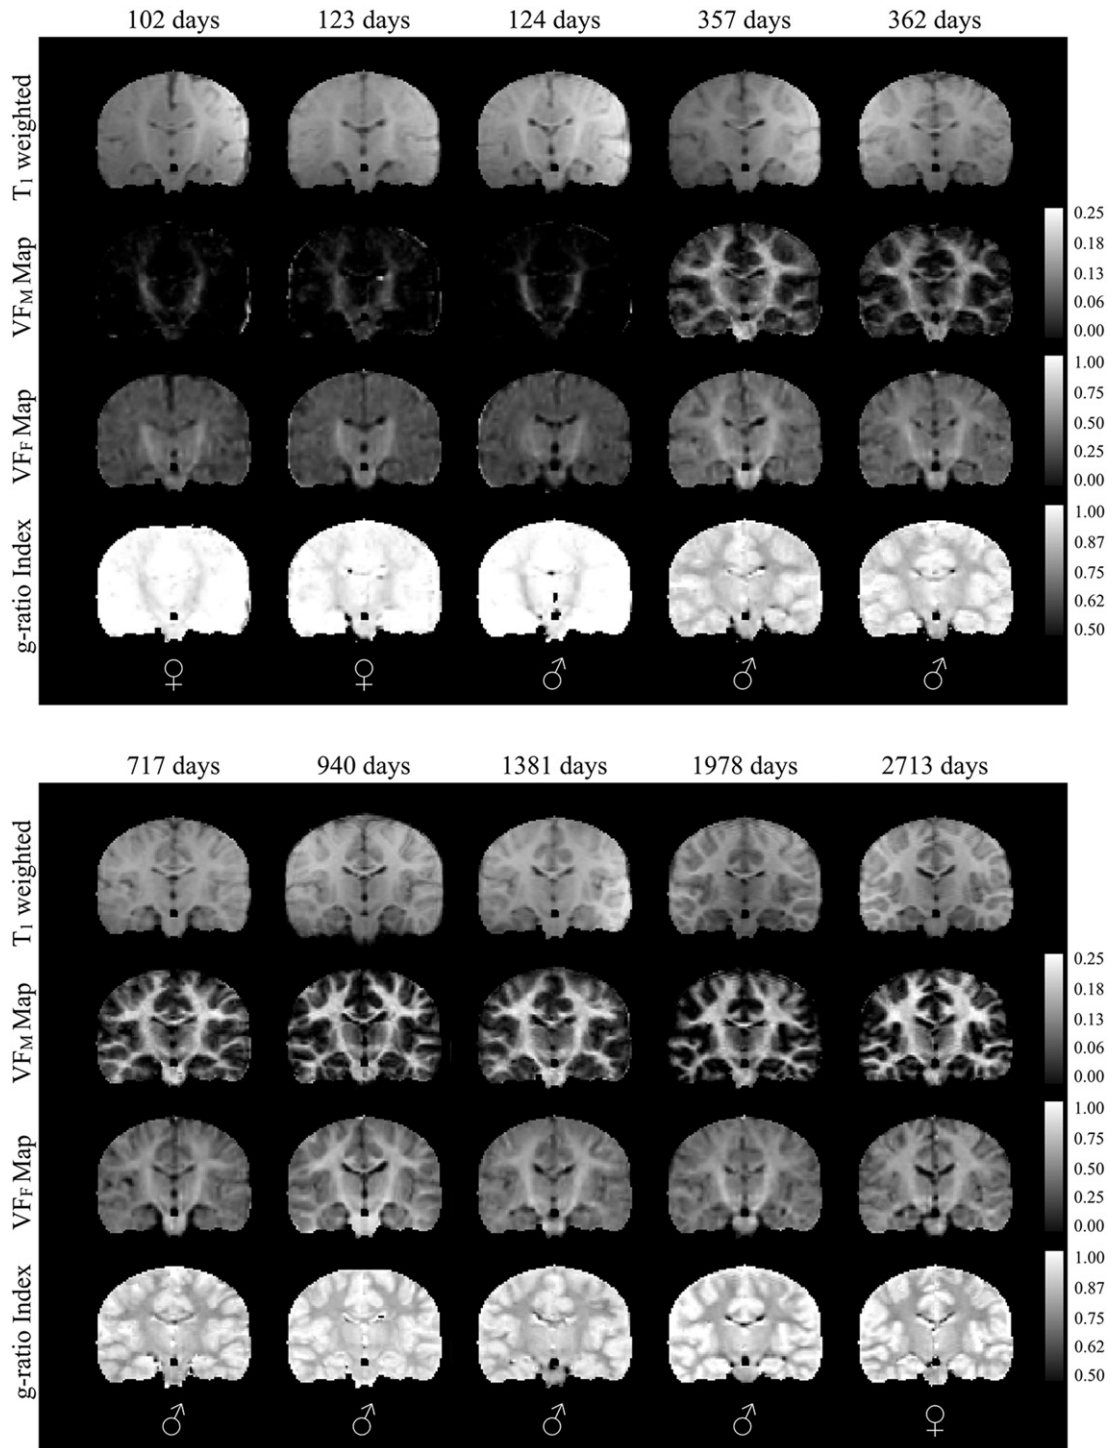 102 days 123 days 124 days 357 days 362 days
T1 weighted
VFM Map
0.25
0.18
0.13
0.06
0.00
VFF Map
1.00
0.75
0.50
0.25
0.00
g-ratio Index
1.00
0.87
0.75
0.62
0.50
♀ ♀ ♂ ♂ ♂
717 days 940 days 1381 days 1978 days 2713 days
T1 weighted
VFM Map
0.25
0.18
0.13
0.06
0.00
VFF Map
1.00
0.75
0.50
0.25
0.00
g-ratio Index
1.00
0.87
0.75
0.62
0.50
♂ ♂ ♂ ♂ ♀